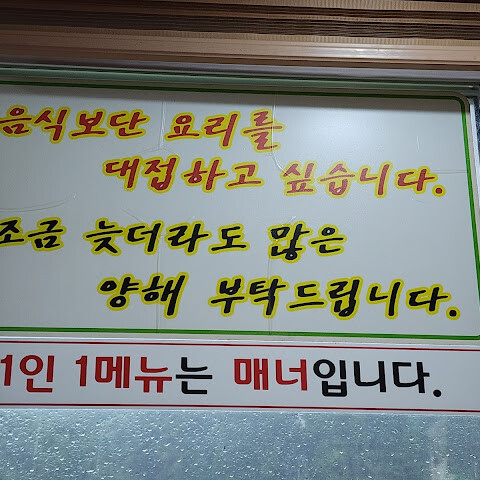 음식보단 요리를
대접하고 싶습니다.
조금 늦더라도 많은
양해 부탁드립니다.
1인 1메뉴는 매너입니다.